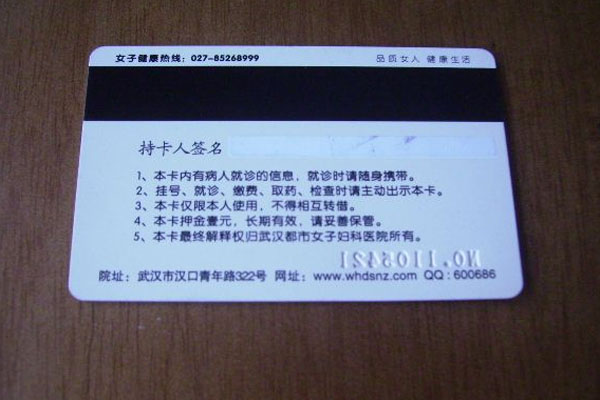 女子健康热线：027-85268999 品质女人 健康生活
持卡人签名
1、本卡内有病人就诊的信息，就诊时请随身携带。
2、挂号、就诊、缴费、取药、检查时请主动出示本卡。
3、本卡仅限本人使用，不得相互转借。
4、本卡押金壹元，长期有效，请妥善保管。
5、本卡最终解释权归武汉都市女子妇科医院所有。
NO.1106421
院址：武汉市汉口青年路322号 网址：www.whdsnz.com QQ:600686